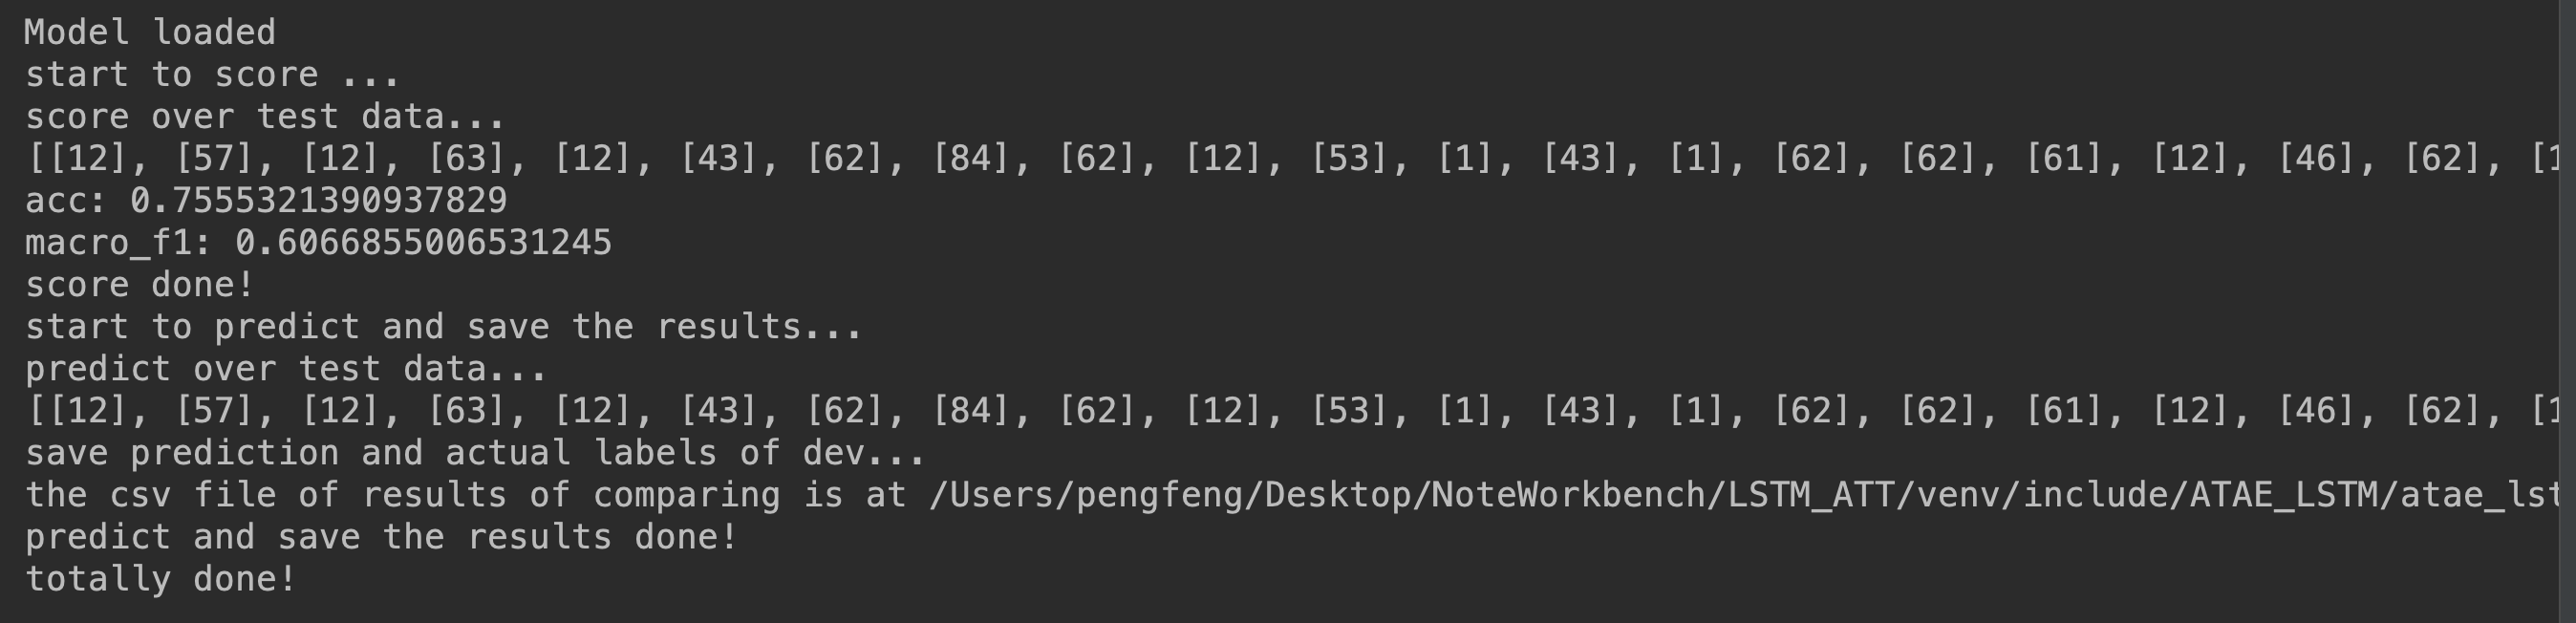 Model loaded
start to score ...
score over test data...
[[12], [57], [12], [63], [12], [43], [62], [84], [62], [12], [53], [1], [43], [1], [62], [62], [61], [12], [46], [62], [1
acc: 0.7555321390937829
macro_f1: 0.6066855006531245
score done!
start to predict and save the results...
predict over test data...
[[12], [57], [12], [63], [12], [43], [62], [84], [62], [12], [53], [1], [43], [1], [62], [62], [61], [12], [46], [62], [1
save prediction and actual labels of dev...
the csv file of results of comparing is at /Users/pengfeng/Desktop/NoteWorkbench/LSTM_ATT/venv/include/ATAE_LSTM/atae_lst
predict and save the results done!
totally done!